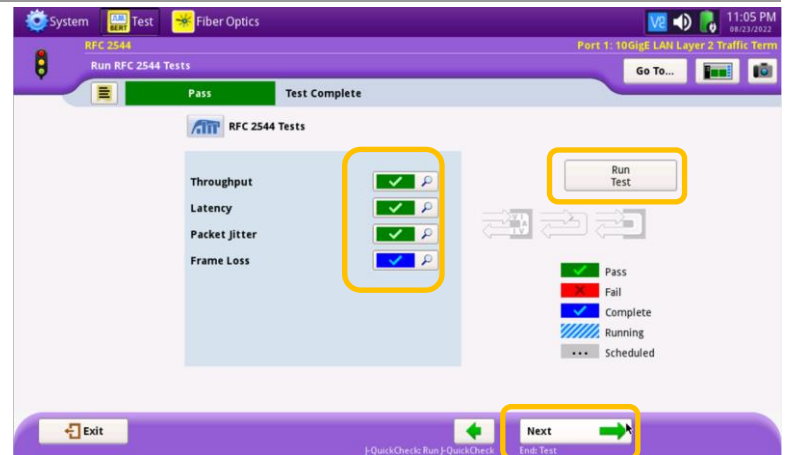 System Test Fiber Optics 11:05 PM
08/23/2022
RFC 2544 Port 1: 10GigE LAN Layer 2 Traffic Term
Run RFC 2544 Tests Go To...
Pass Test Complete
RFC 2544 Tests
Throughput
Latency
Packet Jitter
Frame Loss
Run
Test
Pass
Fail
Complete
Running
Scheduled
Exit
Next
J-QuickCheck: Run J-QuickCheck End: Test